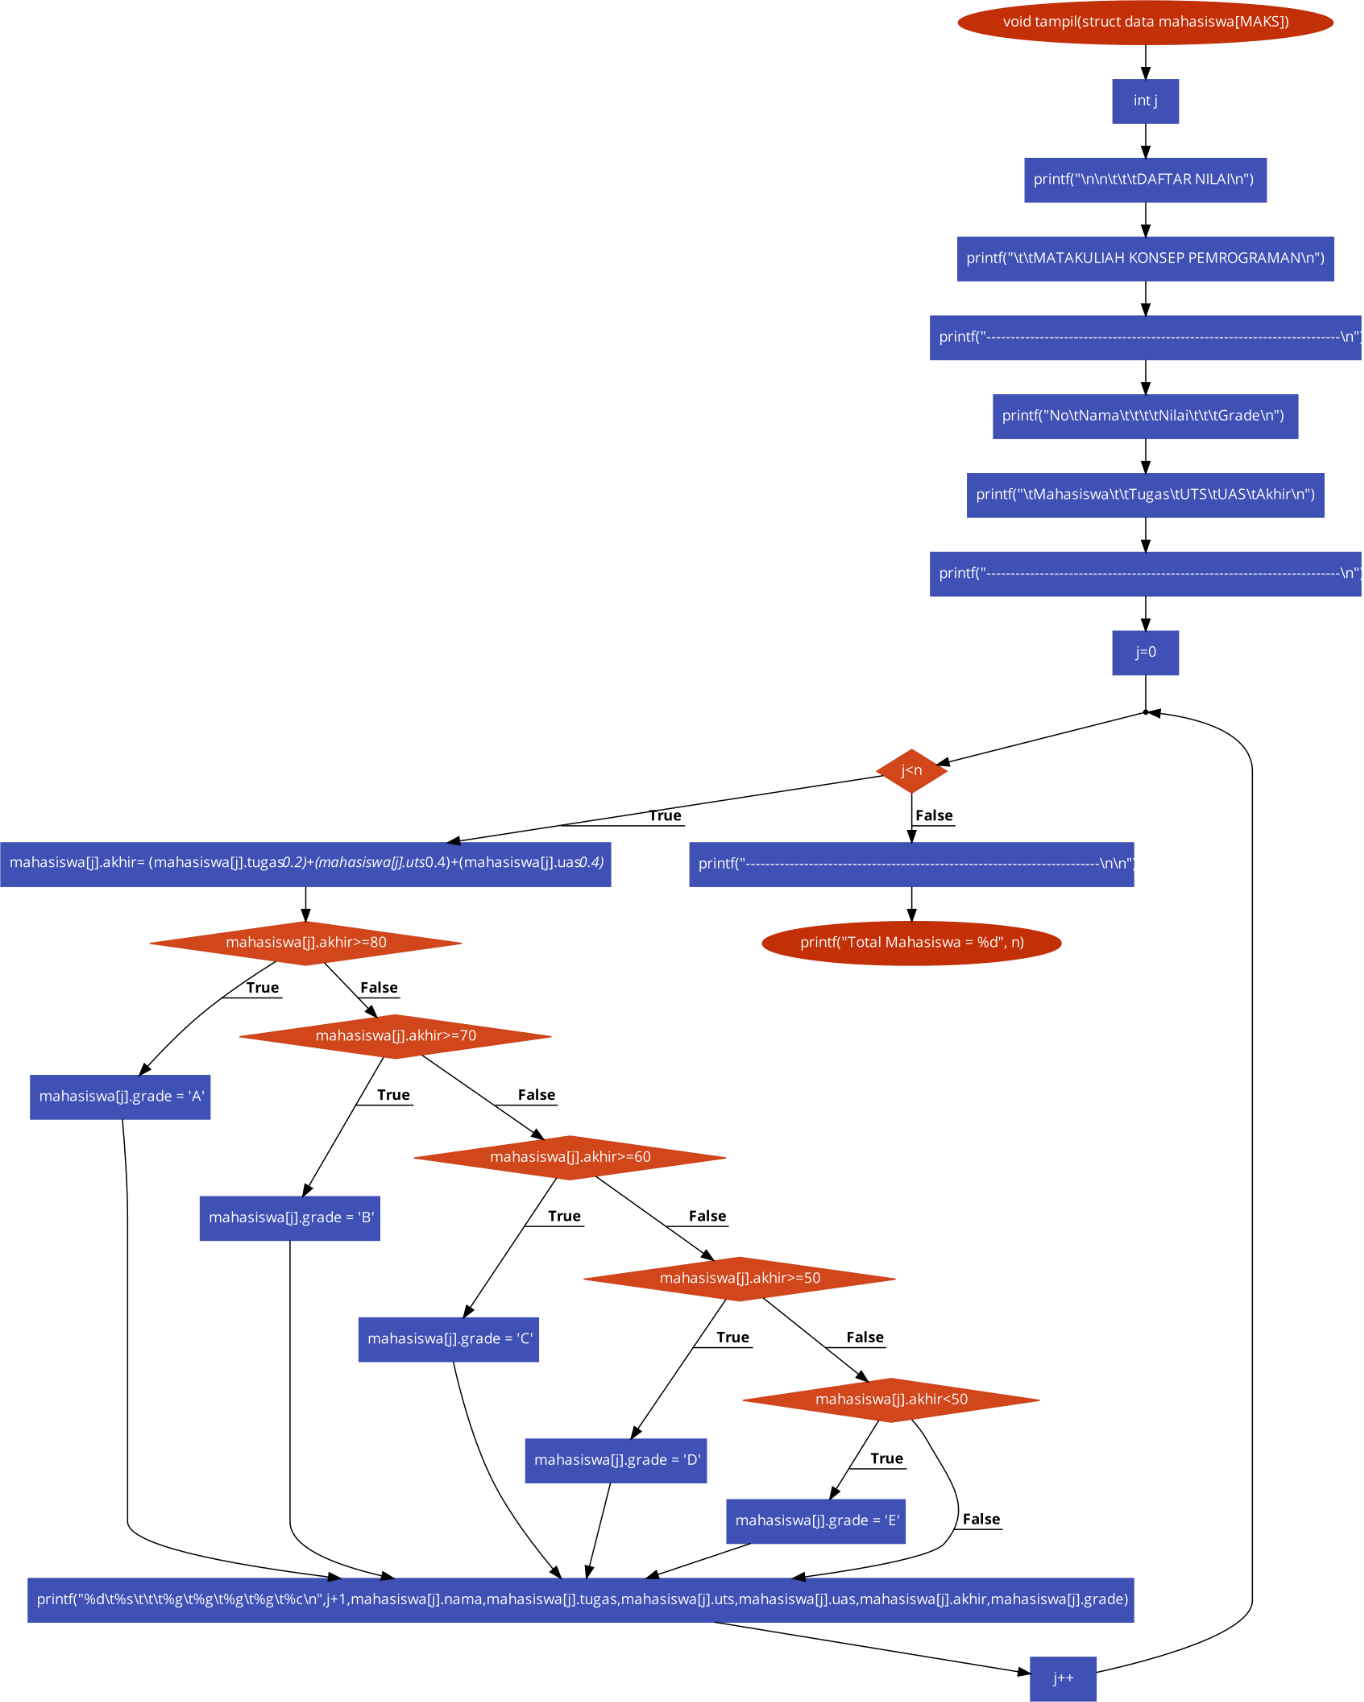 void tampil(struct data mahasiswa[MAKS])
int j
printf("\n\n\t\t\tDAFTAR NILAI\n")
printf("\t\tMATAKULIAH KONSEP PEMROGRAMAN\n")
printf("-------------------------------------------------------------------------\n")
printf("No\tNama\t\t\t\tNilai\t\t\tGrade\n")
printf("\tMahasiswa\t\tTugas\tUTS\tUAS\tAkhir\n")
printf("-------------------------------------------------------------------------\n")
j=0
j<n
True
False
mahasiswa[j].akhir= (mahasiswa[j].tugas0.2)+(mahasiswa[j].uts0.4)+(mahasiswa[j].uas0.4)
printf("-------------------------------------------------------------------------\n\n")
mahasiswa[j].akhir>=80
printf("Total Mahasiswa = %d", n)
True
False
mahasiswa[j].akhir>=70
mahasiswa[j].grade = 'A'
True
False
mahasiswa[j].akhir>=60
mahasiswa[j].grade = 'B'
True
False
mahasiswa[j].akhir>=50
mahasiswa[j].grade = 'C'
True
False
mahasiswa[j].akhir<50
mahasiswa[j].grade = 'D'
True
mahasiswa[j].grade = 'E'
False
printf("%d\t%s\t\t\t%g\t%g\t%g\t%g\t%c\n",j+1,mahasiswa[j].nama,mahasiswa[j].tugas,mahasiswa[j].uts,mahasiswa[j].uas,mahasiswa[j].akhir,mahasiswa[j].grade)
j++